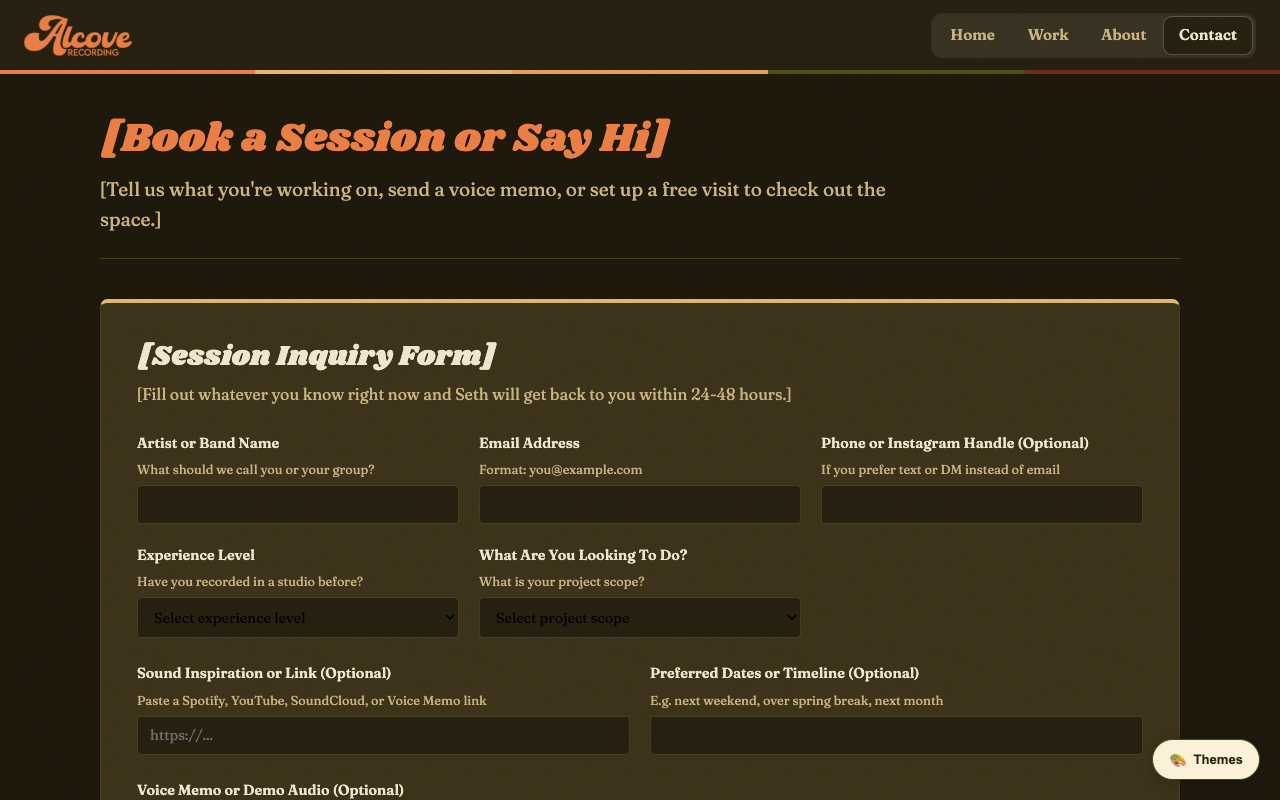 Alcove
RECORDING
Home Work About Contact
[Book a Session or Say Hi]
[Tell us what you're working on, send a voice memo, or set up a free visit to check out the
space.]
[Session Inquiry Form]
[Fill out whatever you know right now and Seth will get back to you within 24-48 hours.]
Artist or Band Name
What should we call you or your group?
Email Address
Format: you@example.com
Phone or Instagram Handle (Optional)
If you prefer text or DM instead of email
Experience Level
Have you recorded in a studio before?
Select experience level
What Are You Looking To Do?
What is your project scope?
Select project scope
Sound Inspiration or Link (Optional)
Paste a Spotify, YouTube, SoundCloud, or Voice Memo link
https://...
Preferred Dates or Timeline (Optional)
E.g. next weekend, over spring break, next month
Voice Memo or Demo Audio (Optional)
Themes